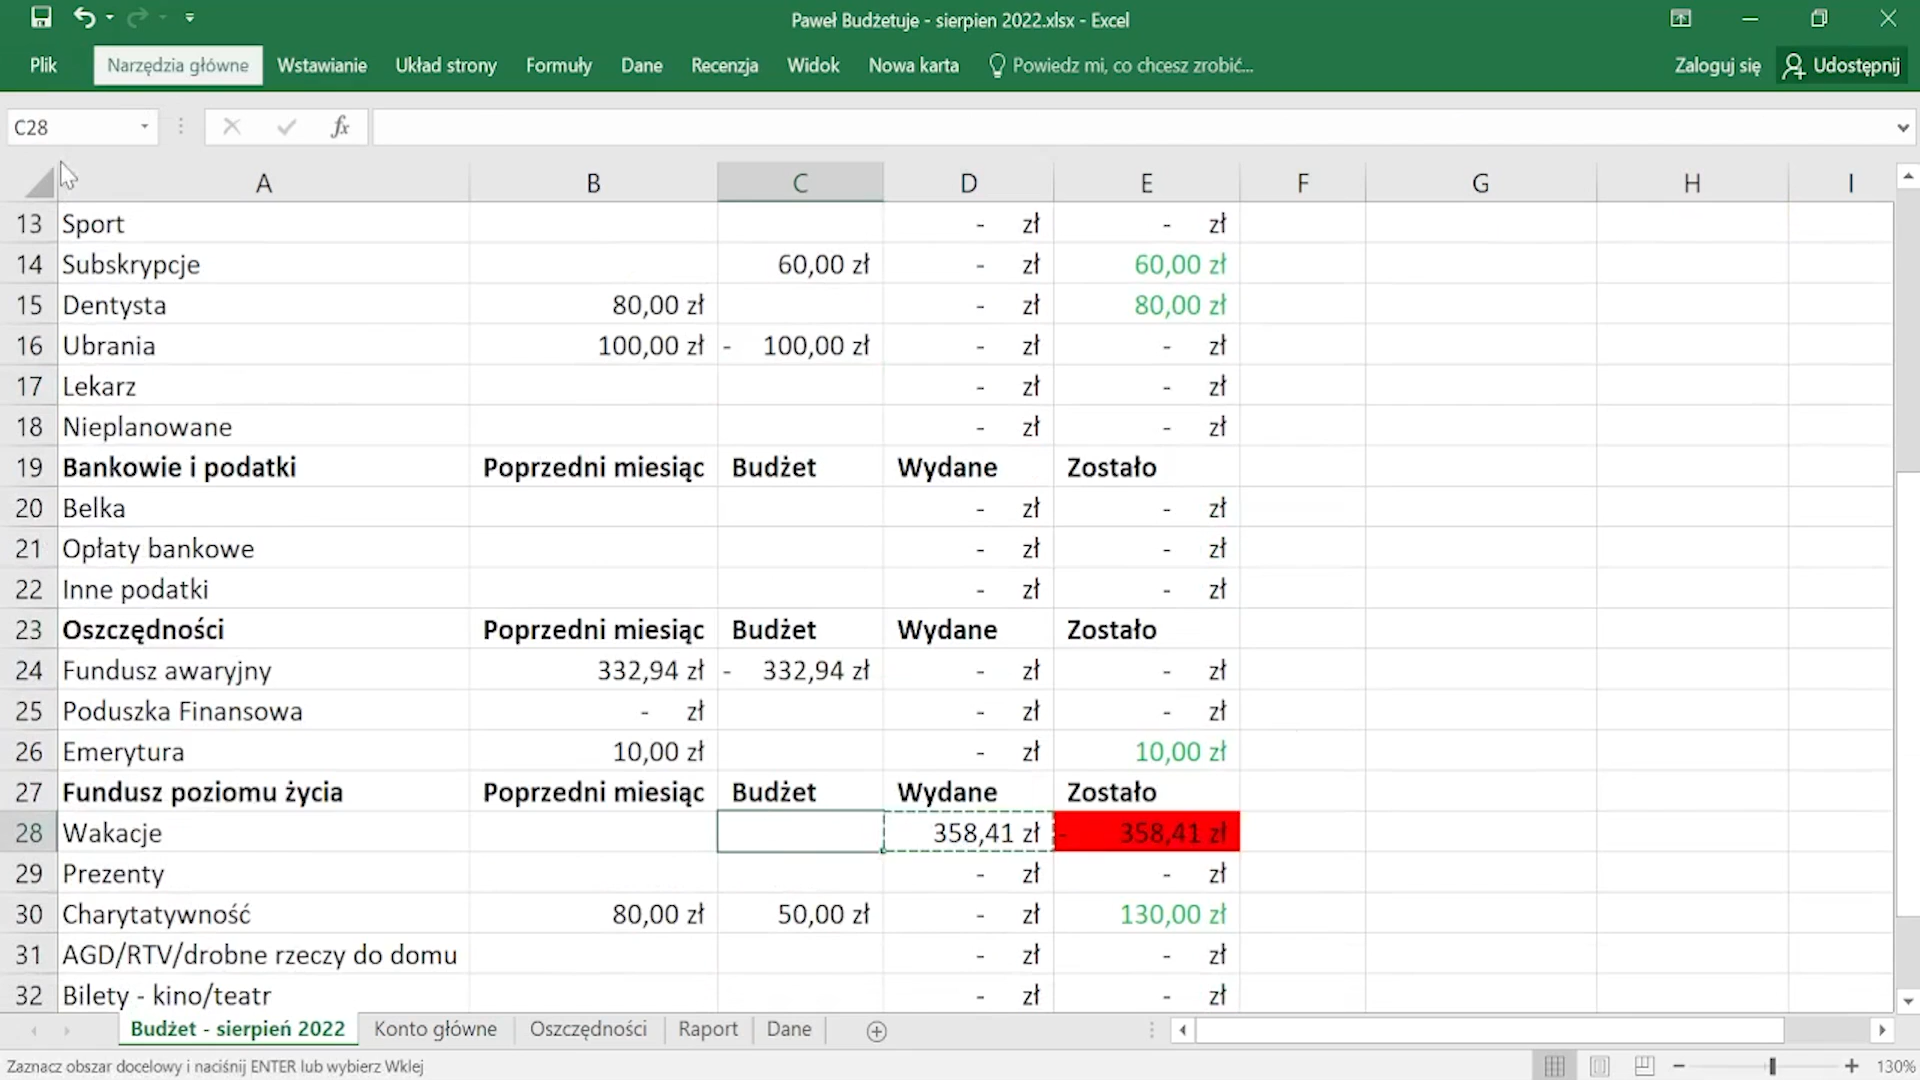 Paweł Budżetuje - sierpien 2022.xlsx - Excel
Plik Narzędzia główne Wstawianie Układ strony Formuły Dane Recenzja Widok Nowa karta Powiedz mi, co chcesz zrobić... Zaloguj się Udostępnij
C28 fx
A B C D E F G H I
13 Sport - zł - zł
14 Subskrypcje 60,00 zł - zł 60,00 zł
15 Dentysta 80,00 zł - zł 80,00 zł
16 Ubrania 100,00 zł - 100,00 zł - zł - zł
17 Lekarz - zł - zł
18 Nieplanowane - zł - zł
19 Bankowie i podatki Poprzedni miesiąc Budżet Wydane Zostało
20 Belka - zł - zł
21 Opłaty bankowe - zł - zł
22 Inne podatki - zł - zł
23 Oszczędności Poprzedni miesiąc Budżet Wydane Zostało
24 Fundusz awaryjny 332,94 zł - 332,94 zł - zł - zł
25 Poduszka Finansowa - zł - zł - zł
26 Emerytura 10,00 zł - zł 10,00 zł
27 Fundusz poziomu życia Poprzedni miesiąc Budżet Wydane Zostało
28 Wakacje 358,41 zł - 358,41 zł
29 Prezenty - zł - zł
30 Charytatywność 80,00 zł 50,00 zł - zł 130,00 zł
31 AGD/RTV/drobne rzeczy do domu - zł - zł
32 Bilety - kino/teatr - zł - zł
Budżet - sierpień 2022 Konto główne Oszczędności Raport Dane
Zaznacz obszar docelowy i naciśnij ENTER lub wybierz Wklej 130%